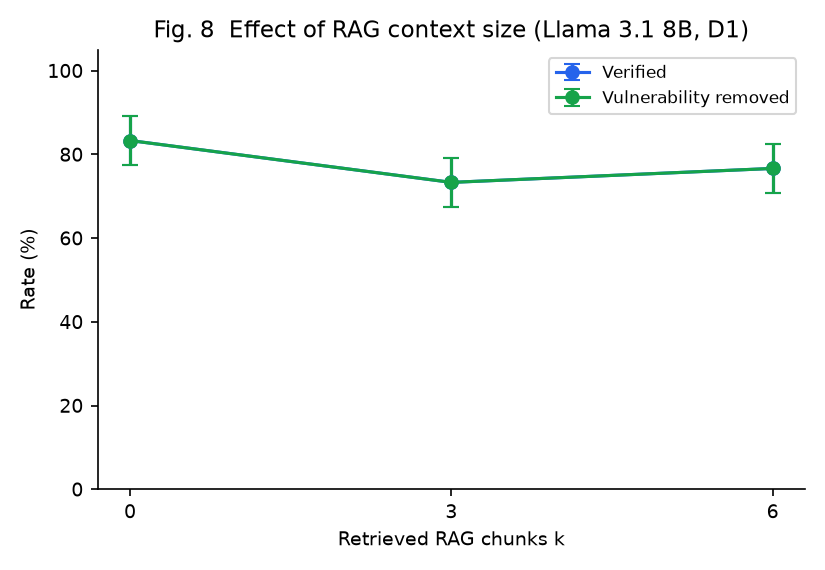 Fig. 8  Effect of RAG context size (Llama 3.1 8B, D1)
Verified
Vulnerability removed
Rate (%)
100
80
60
40
20
0
0 3 6
Retrieved RAG chunks k